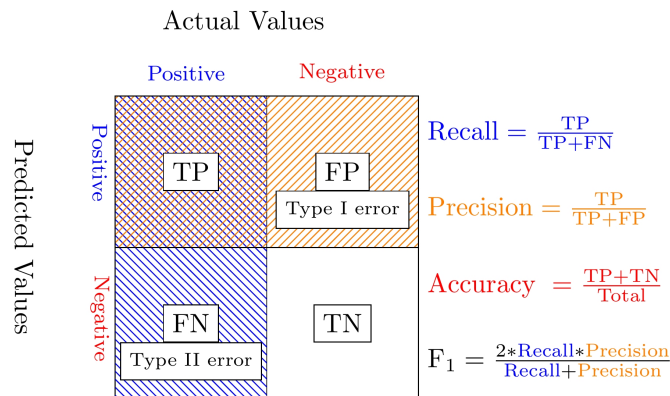 Actual Values
Positive
Negative
Predicted Values
Positive
Negative
TP
FP
Type I error
FN
Type II error
TN
Recall = TP/TP+FN
Precision = TP/TP+FP
Accuracy = TP+TN/Total
F₁ = 2*Recall*Precision/Recall+Precision